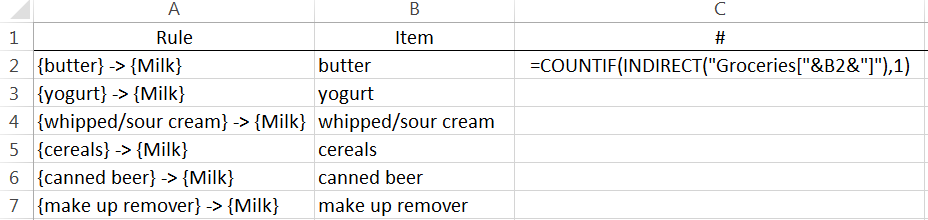 A B C
1 Rule Item #
2 {butter} -> {Milk} butter =COUNTIF(INDIRECT("Groceries["&B2&"]"),1)
3 {yogurt} -> {Milk} yogurt
4 {whipped/sour cream} -> {Milk} whipped/sour cream
5 {cereals} -> {Milk} cereals
6 {canned beer} -> {Milk} canned beer
7 {make up remover} -> {Milk} make up remover